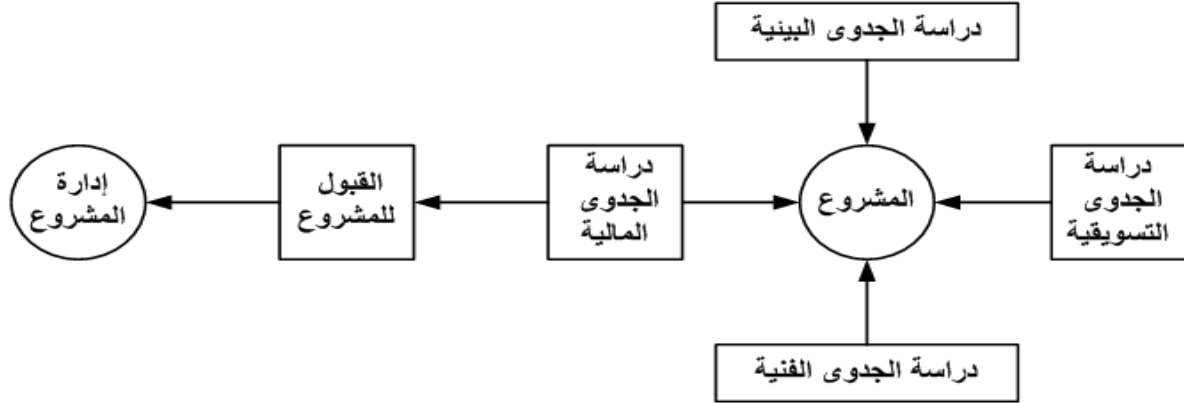 دراسة الجدوى البيئية
دراسة
الجدوى
التسويقية
المشروع
دراسة
الجدوى
المالية
القبول
للمشروع
إدارة
المشروع
دراسة الجدوى الفنية